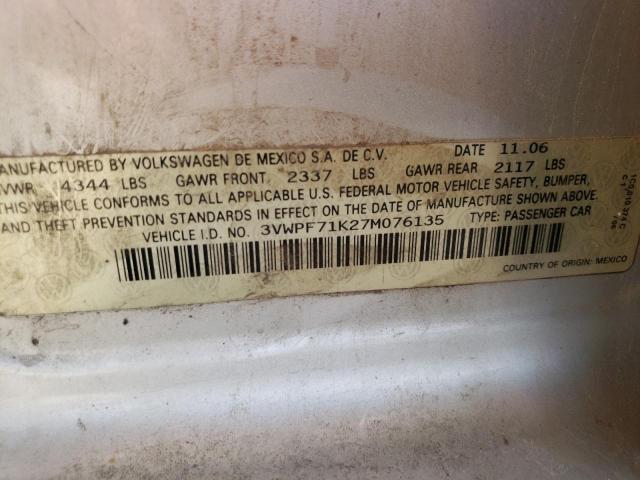 MANUFACTURED BY VOLKSWAGEN DE MEXICO S.A. DE C.V. DATE 11.06
GVWR 4344 LBS GAWR FRONT, 2337 LBS GAWR REAR 2117 LBS
THIS VEHICLE CONFORMS TO ALL APPLICABLE U.S. FEDERAL MOTOR VEHICLE SAFETY, BUMPER,
AND THEFT PREVENTION STANDARDS IN EFFECT ON THE DATE OF MANUFACTURE SHOWN ABOVE.
VEHICLE I.D. NO. 3VWPF71K27M076135 TYPE: PASSENGER CAR
COUNTRY OF ORIGIN: MEXICO